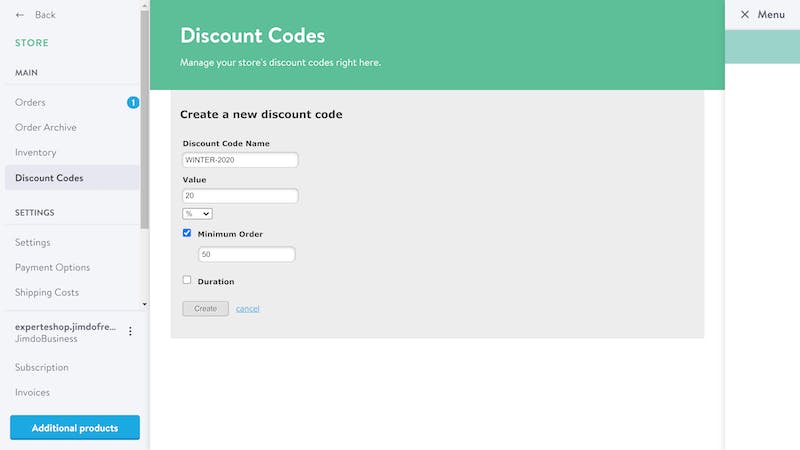 Back
STORE
MAIN
Orders 1
Order Archive
Inventory
Discount Codes
SETTINGS
Settings
Payment Options
Shipping Costs
experteshop.jimdofre...
JimdoBusiness
Subscription
Invoices
Additional products
Discount Codes
Manage your store's discount codes right here.
Create a new discount code
Discount Code Name
WINTER-2020
Value
20
%
Minimum Order
50
Duration
Create cancel
Menu